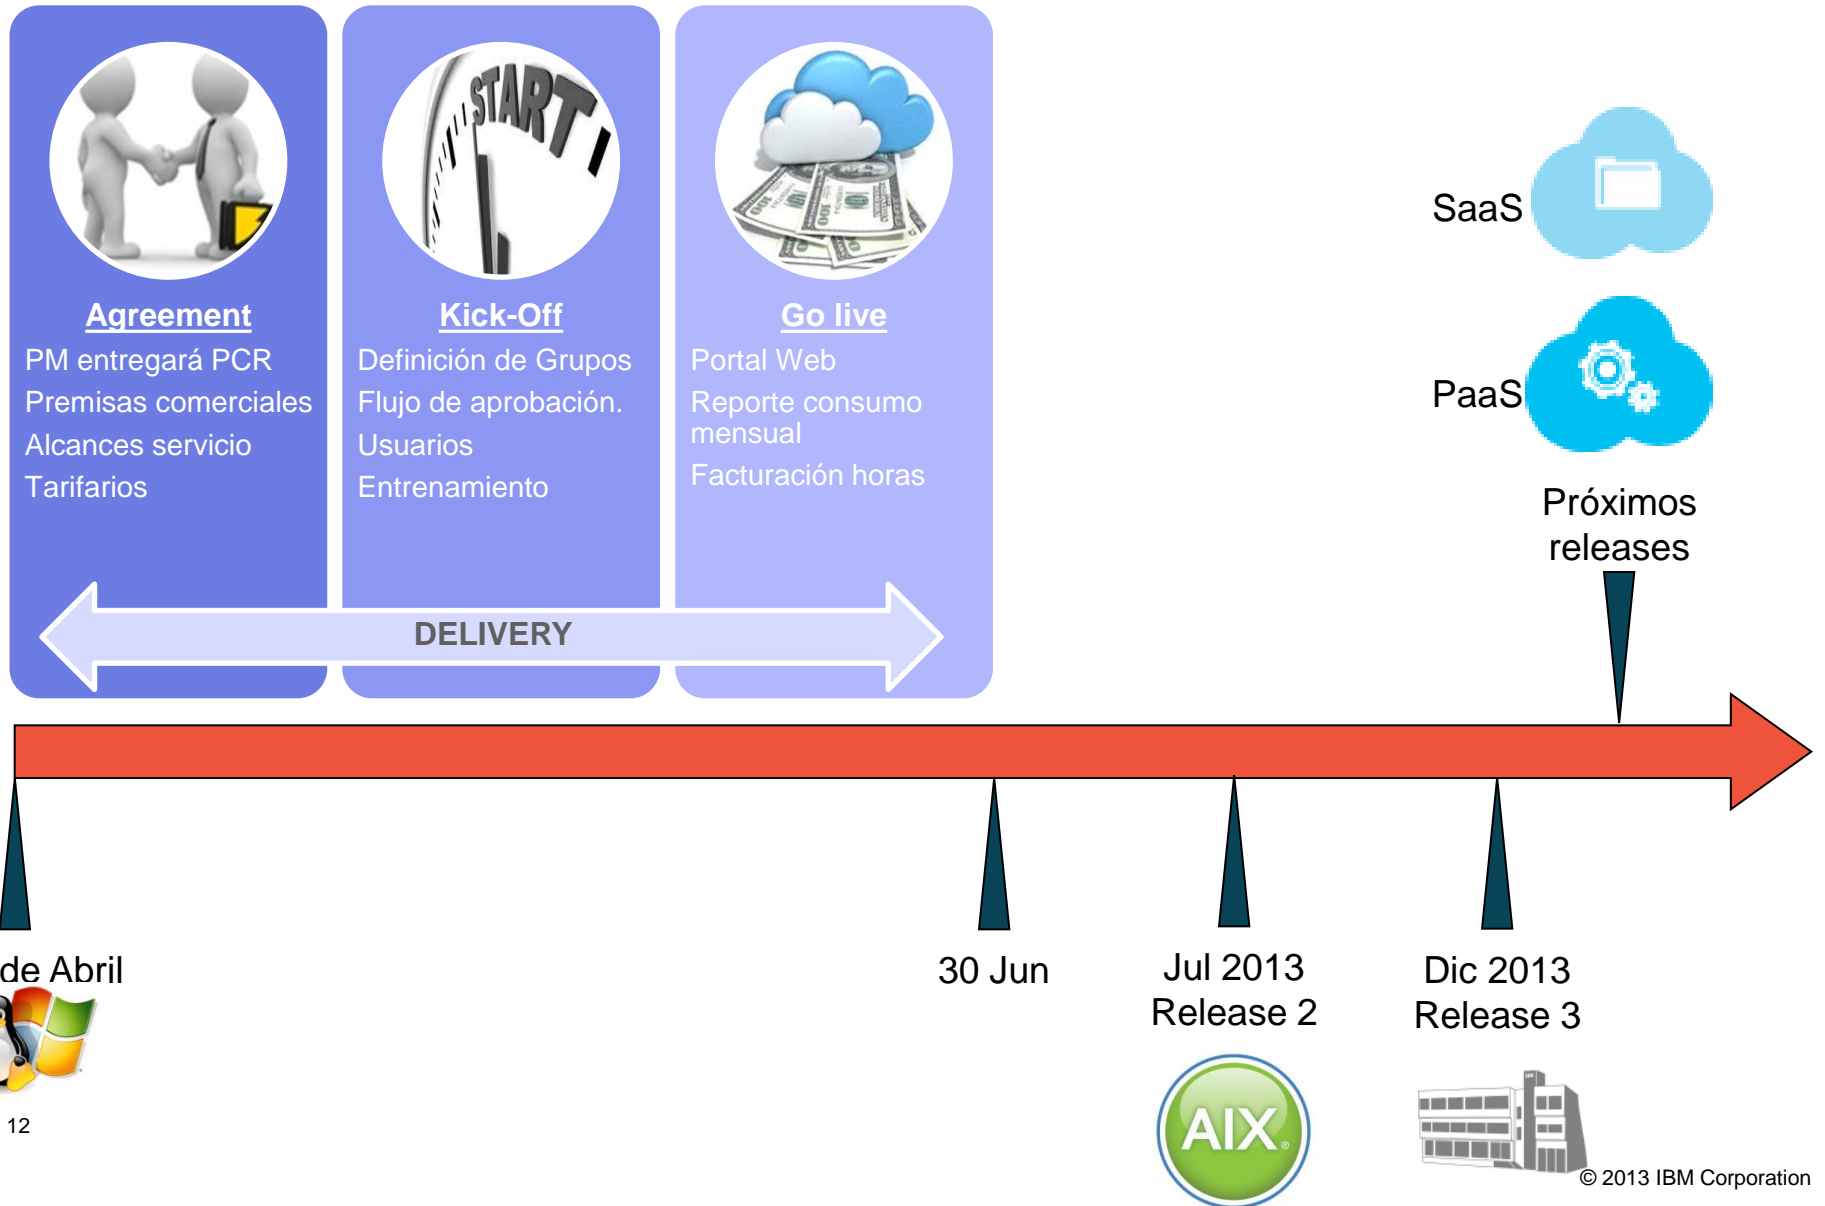 START
Agreement
PM entregará PCR
Premisas comerciales
Alcances servicio
Tarifarios
Kick-Off
Definición de Grupos
Flujo de aprobación.
Usuarios
Entrenamiento
Go live
Portal Web
Reporte consumo
mensual
Facturación horas
DELIVERY
SaaS
PaaS
Próximos
releases
de Abril
30 Jun
Jul 2013
Release 2
Dic 2013
Release 3
AIX
12
© 2013 IBM Corporation